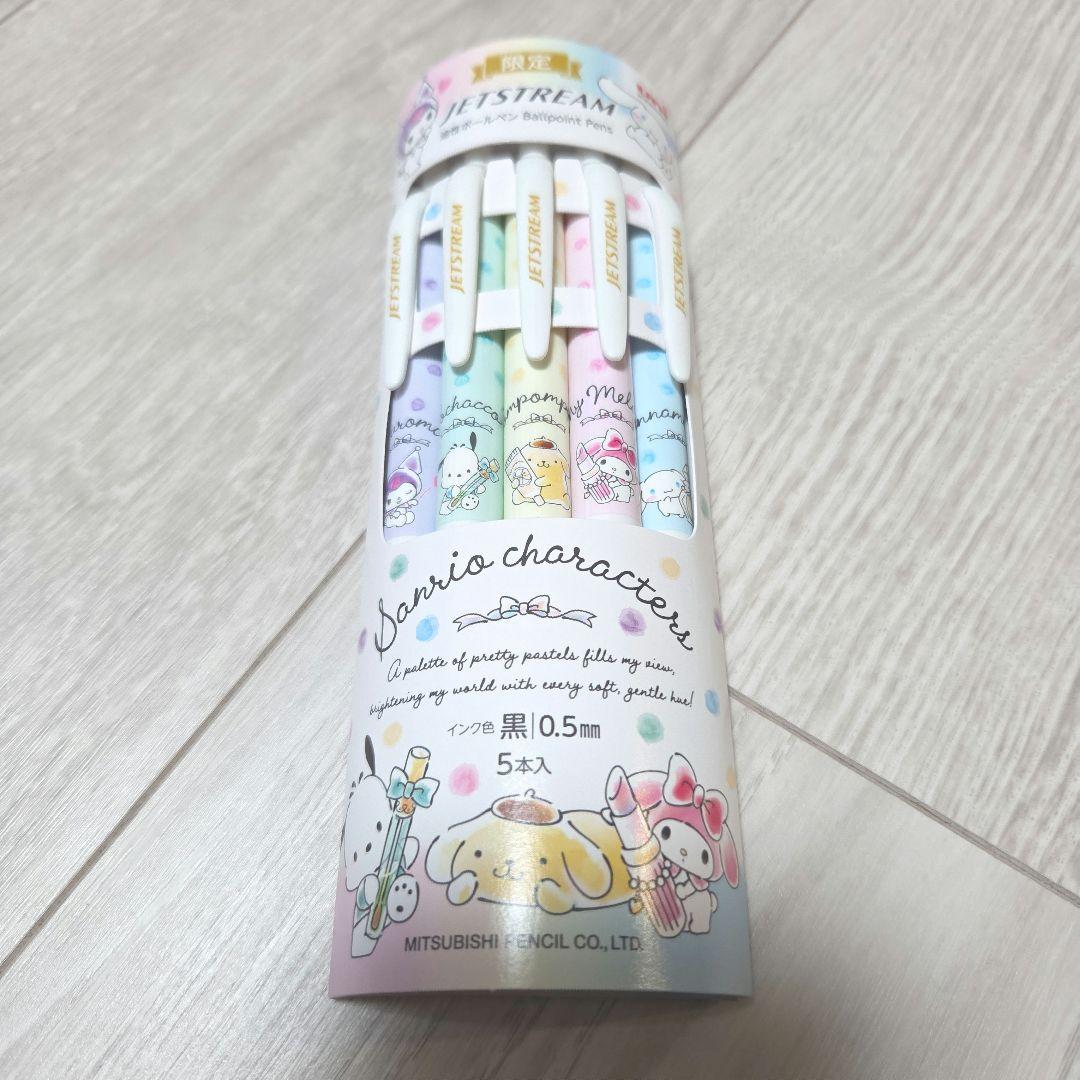 限定
uni
JETSTREAM
油性ボールペン Ballpoint Pens
JETSTREAM
JETSTREAM
JETSTREAM
JETSTREAM
JETSTREAM
Sanrio characters
A palette of pretty pastels fills my view,
brightening my world with every soft, gentle hue!
インク色 黒|0.5mm
5本入
MITSUBISHI PENCIL CO., LTD.